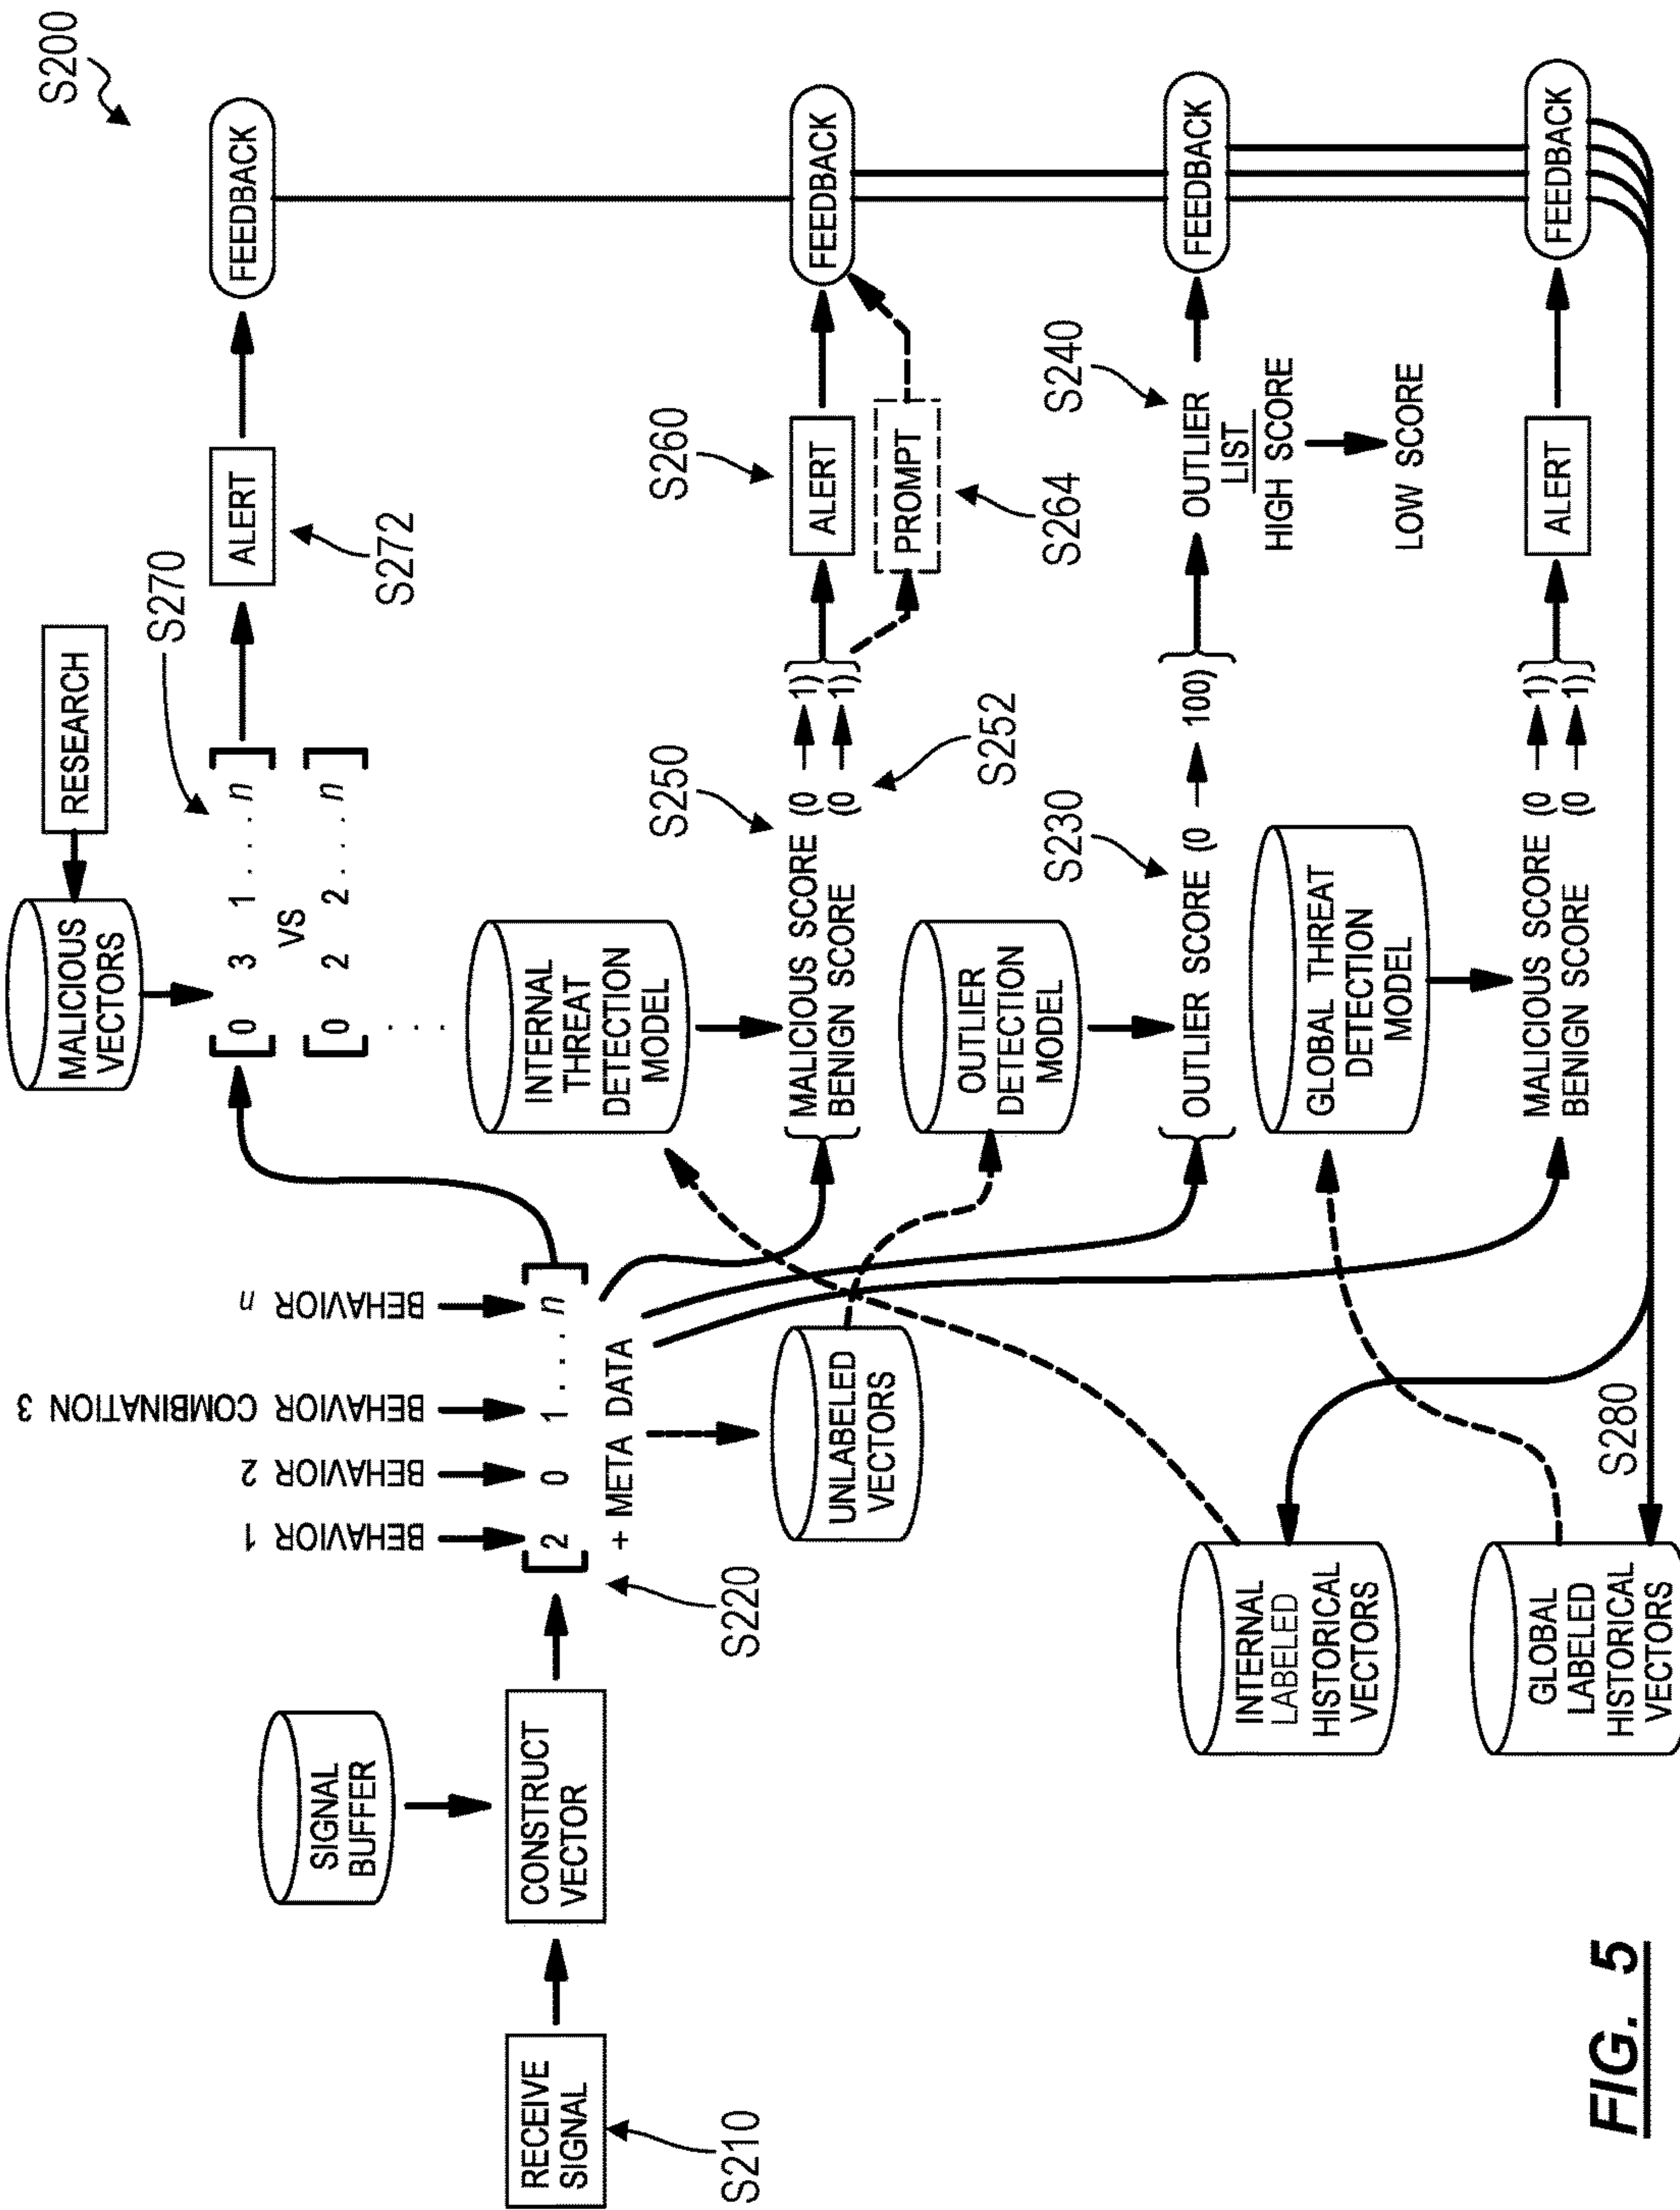 S200
RECEIVE
SIGNAL
S210
SIGNAL
BUFFER
CONSTRUCT
VECTOR
BEHAVIOR 1
BEHAVIOR 2
BEHAVIOR COMBINATION 3
BEHAVIOR n
[2 0 1 . . . n]
+ META DATA
S220
UNLABELED
VECTORS
INTERNAL
LABELED
HISTORICAL
VECTORS
GLOBAL
LABELED
HISTORICAL
VECTORS
S280
MALICIOUS
VECTORS
RESEARCH
[0 3 1 . . . n]
VS
[0 2 2 . . . n]
. . .
S270
ALERT
S272
FEEDBACK
INTERNAL
THREAT
DETECTION
MODEL
{MALICIOUS SCORE (0 → 1)}
BENIGN SCORE (0 → 1)
S250
S252
ALERT
S260
PROMPT
S264
FEEDBACK
OUTLIER
DETECTION
MODEL
{OUTLIER SCORE (0 → 100)}
S230
OUTLIER
LIST
HIGH SCORE
LOW SCORE
S240
FEEDBACK
GLOBAL THREAT
DETECTION
MODEL
{MALICIOUS SCORE (0 → 1)}
BENIGN SCORE (0 → 1)
ALERT
FEEDBACK
FIG. 5